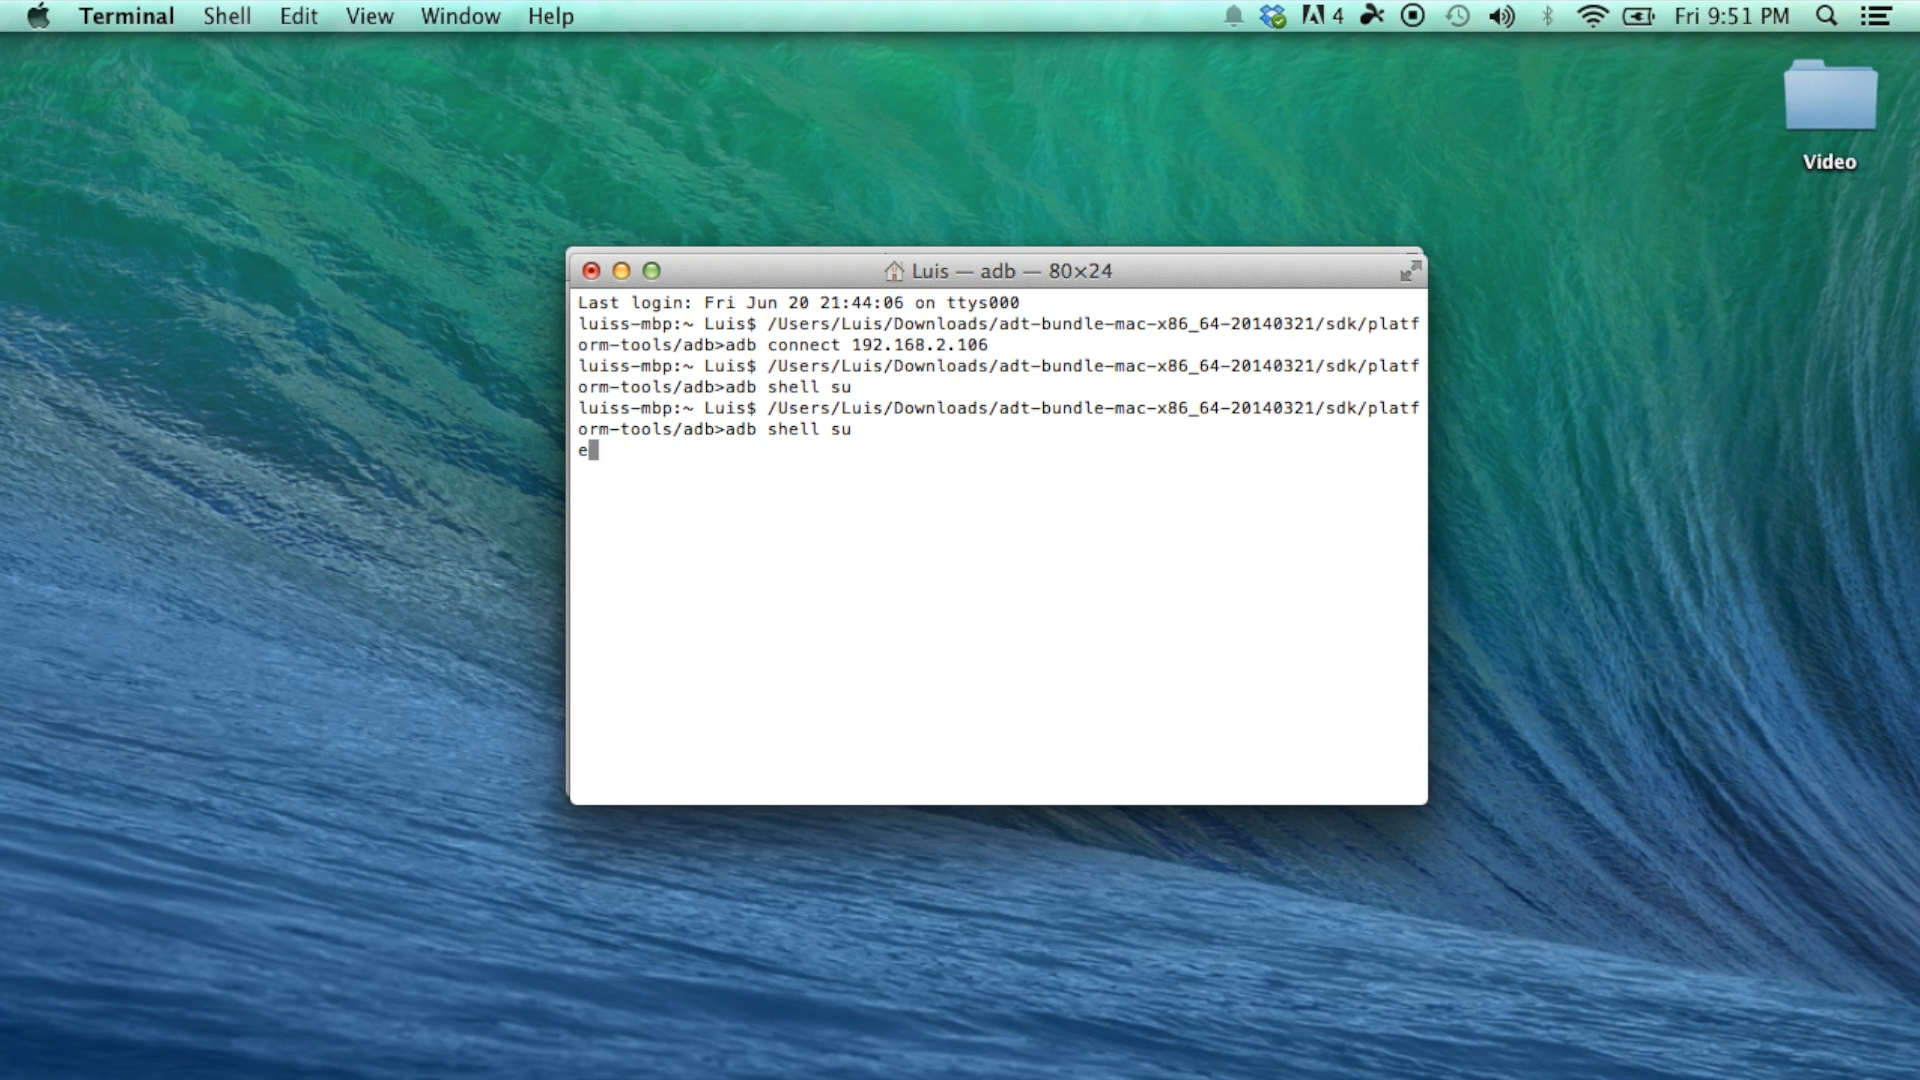 Terminal Shell Edit View Window Help 4 Fri 9:51 PM
Video
Luis — adb — 80×24
Last login: Fri Jun 20 21:44:06 on ttys000
luiss-mbp:~ Luis$ /Users/Luis/Downloads/adt-bundle-mac-x86_64-20140321/sdk/platf
orm-tools/adb>adb connect 192.168.2.106
luiss-mbp:~ Luis$ /Users/Luis/Downloads/adt-bundle-mac-x86_64-20140321/sdk/platf
orm-tools/adb>adb shell su
luiss-mbp:~ Luis$ /Users/Luis/Downloads/adt-bundle-mac-x86_64-20140321/sdk/platf
orm-tools/adb>adb shell su
e